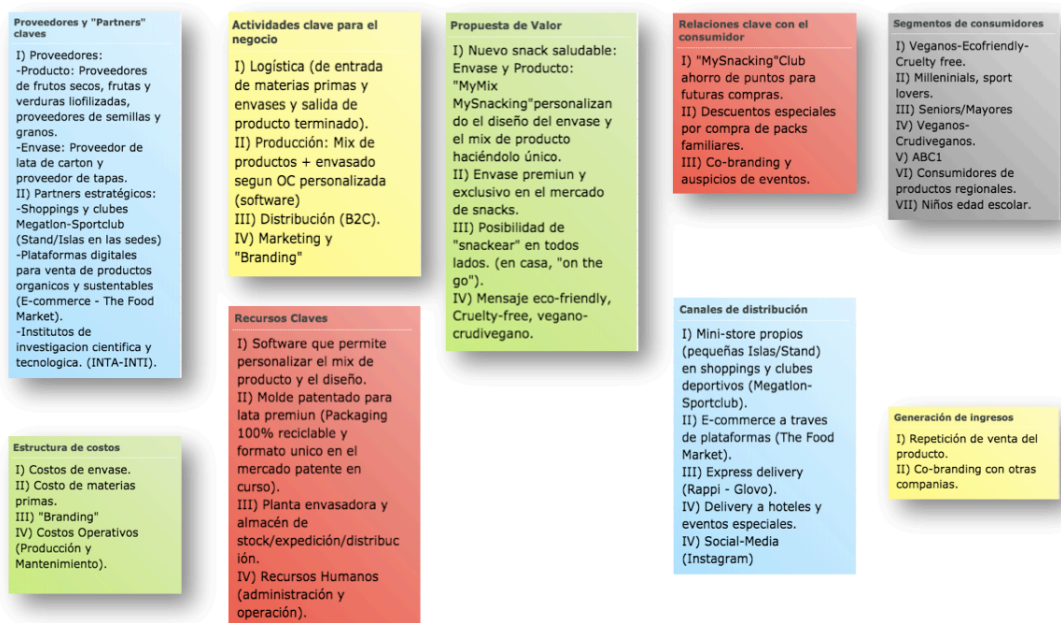 Proveedores y "Partners"
claves
I) Proveedores:
-Producto: Proveedores
de frutos secos, frutas y
verduras liofilizadas,
proveedores de semillas y
granos.
-Envase: Proveedor de
lata de carton y
proveedor de tapas.
II) Partners estratégicos:
-Shoppings y clubes
Megatlon-Sportclub
(Stand/Islas en las sedes)
-Plataformas digitales
para venta de productos
organicos y sustentables
(E-commerce - The Food
Market).
-Institutos de
investigacion cientifica y
tecnologica. (INTA-INTI).
Estructura de costos
I) Costos de envase.
II) Costo de materias
primas.
III) "Branding"
IV) Costos Operativos
(Producción y
Mantenimiento).
Actividades clave para el
negocio
I) Logística (de entrada
de materias primas y
envases y salida de
producto terminado).
II) Producción: Mix de
productos + envasado
segun OC personalizada
(software)
III) Distribución (B2C).
IV) Marketing y
"Branding"
Recursos Claves
I) Software que permite
personalizar el mix de
producto y el diseño.
II) Molde patentado para
lata premiun (Packaging
100% reciclable y
formato unico en el
mercado patente en
curso).
III) Planta envasadora y
almacén de
stock/expedición/distribuc
ión.
IV) Recursos Humanos
(administración y
operación).
Propuesta de Valor
I) Nuevo snack saludable:
Envase y Producto:
"MyMix
MySnacking"personalizan
do el diseño del envase y
el mix de producto
haciéndolo único.
II) Envase premiun y
exclusivo en el mercado
de snacks.
III) Posibilidad de
"snackear" en todos
lados. (en casa, "on the
go").
IV) Mensaje eco-friendly,
Cruelty-free, vegano-
crudivegano.
Relaciones clave con el
consumidor
I) "MySnacking"Club
ahorro de puntos para
futuras compras.
II) Descuentos especiales
por compra de packs
familiares.
III) Co-branding y
auspicios de eventos.
Canales de distribución
I) Mini-store propios
(pequeñas Islas/Stand)
en shoppings y clubes
deportivos (Megatlon-
Sportclub).
II) E-commerce a traves
de plataformas (The Food
Market).
III) Express delivery
(Rappi - Glovo).
IV) Delivery a hoteles y
eventos especiales.
IV) Social-Media
(Instagram)
Segmentos de consumidores
I) Veganos-Ecofriendly-
Cruelty free.
II) Milleninials, sport
lovers.
III) Seniors/Mayores
IV) Veganos-
Crudiveganos.
V) ABC1
VI) Consumidores de
productos regionales.
VII) Niños edad escolar.
Generación de ingresos
I) Repetición de venta del
producto.
II) Co-branding con otras
companias.